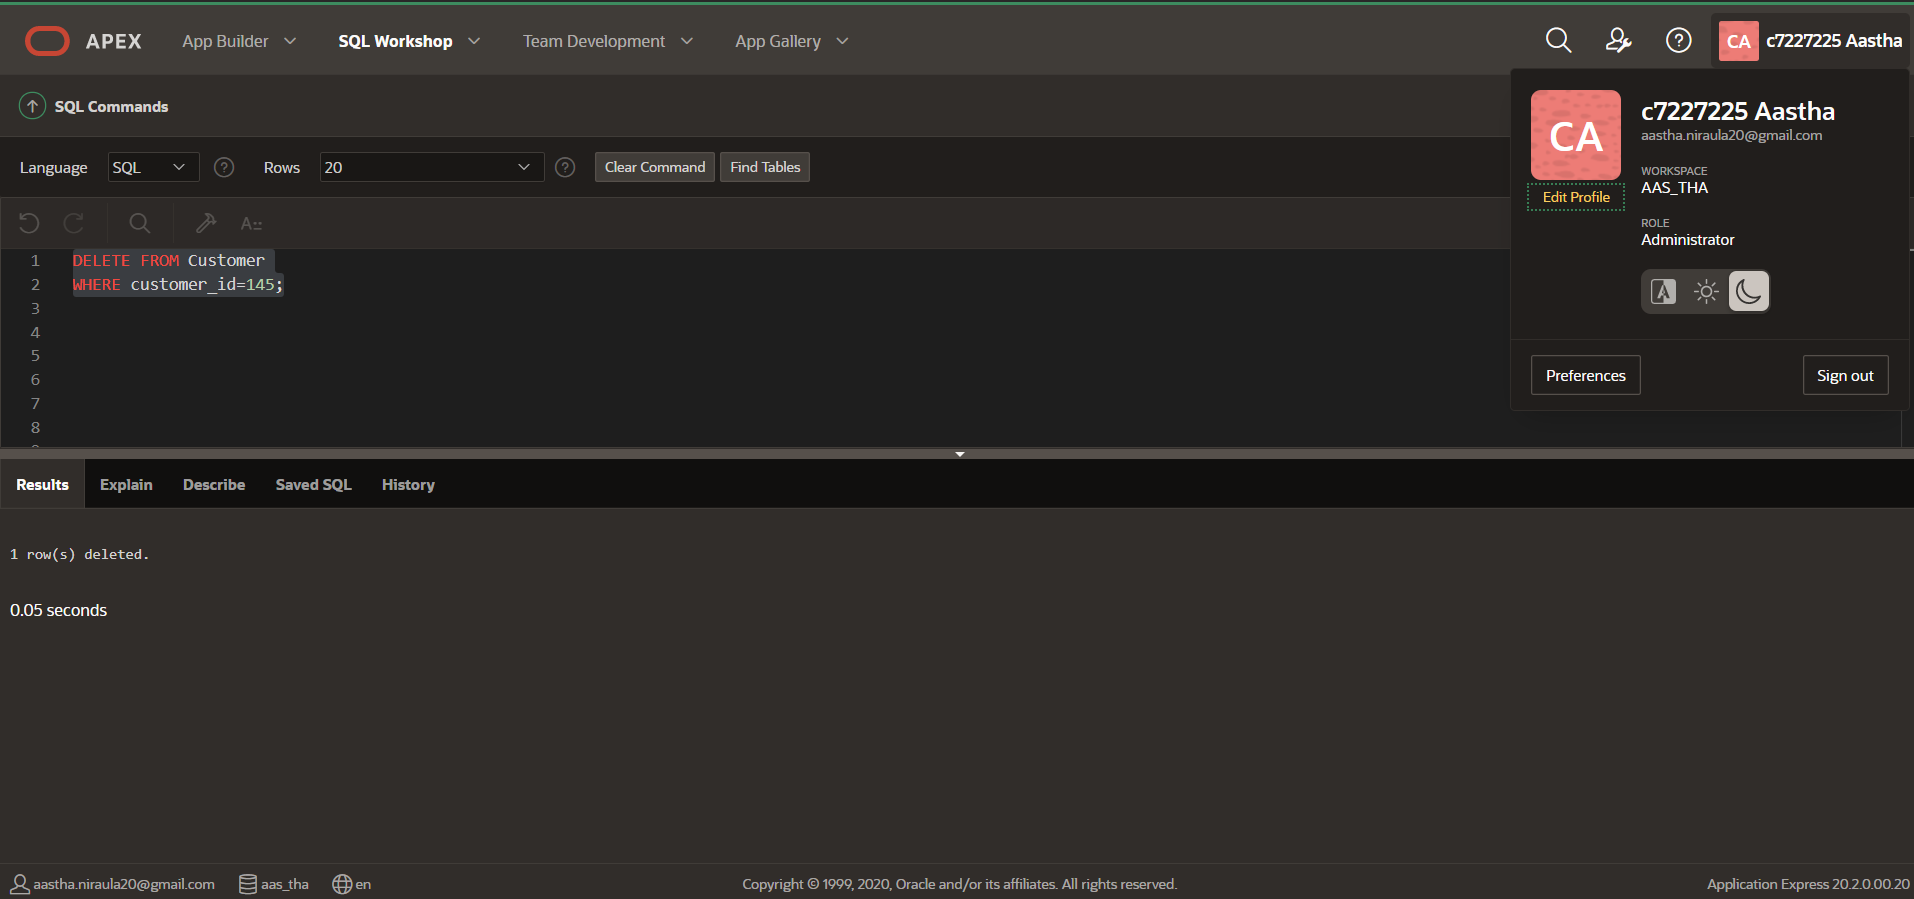 APEX App Builder SQL Workshop Team Development App Gallery CA c7227225 Aastha
SQL Commands
CA
c7227225 Aastha
aastha.niraula20@gmail.com
WORKSPACE
AAS_THA
Edit Profile
ROLE
Administrator
Preferences Sign out
Language SQL ? Rows 20 ? Clear Command Find Tables
A::
1 DELETE FROM Customer
2 WHERE customer_id=145;
3
4
5
6
7
8
Results Explain Describe Saved SQL History
1 row(s) deleted.
0.05 seconds
aastha.niraula20@gmail.com aas_tha en Copyright © 1999, 2020, Oracle and/or its affiliates. All rights reserved. Application Express 20.2.0.00.20